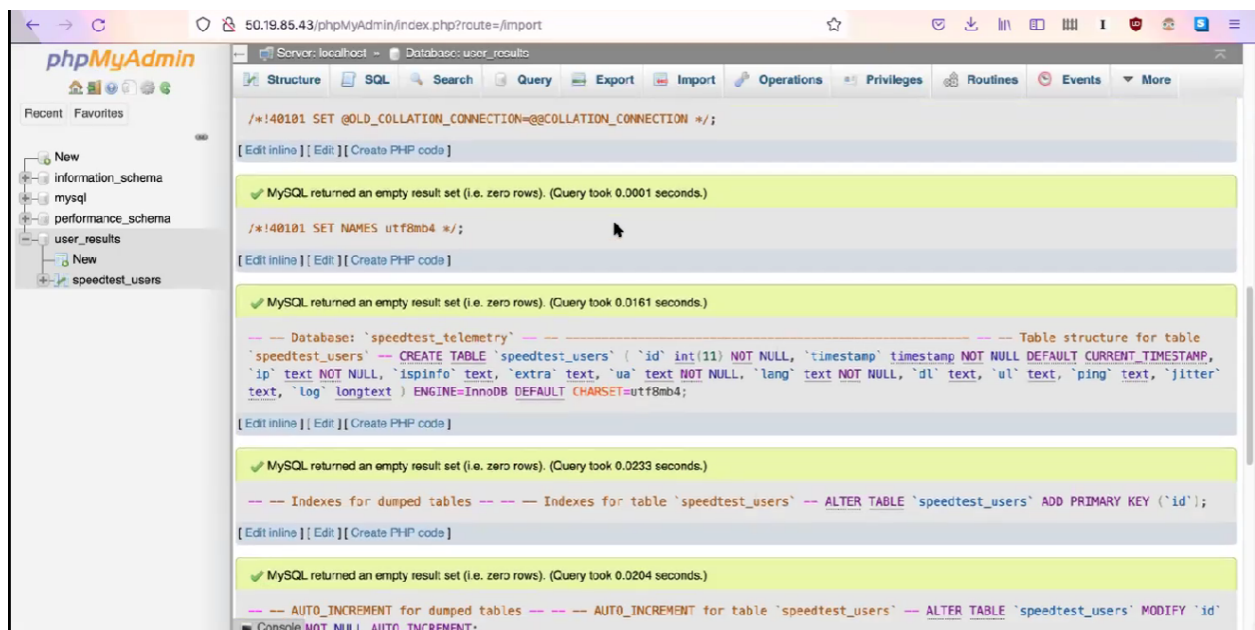 50.19.85.43/phpMyAdmin/index.php?route=/import
phpMyAdmin
Recent Favorites
New
information_schema
mysql
performance_schema
user_results
New
speedtest_users
Server: localhost » Database: user_results
Structure SQL Search Query Export Import Operations Privileges Routines Events More
/*!40101 SET @OLD_COLLATION_CONNECTION=@@COLLATION_CONNECTION */;
[ Edit inline ] [ Edit ] [ Create PHP code ]
MySQL returned an empty result set (i.e. zero rows). (Query took 0.0001 seconds.)
/*!40101 SET NAMES utf8mb4 */;
[ Edit inline ] [ Edit ] [ Create PHP code ]
MySQL returned an empty result set (i.e. zero rows). (Query took 0.0161 seconds.)
-- -- Database: `speedtest_telemetry` -- -- -------------------------------------------------------- -- -- Table structure for table
`speedtest_users` -- CREATE TABLE `speedtest_users` ( `id` int(11) NOT NULL, `timestamp` timestamp NOT NULL DEFAULT CURRENT_TIMESTAMP,
`ip` text NOT NULL, `ispinfo` text, `extra` text, `ua` text NOT NULL, `lang` text NOT NULL, `dl` text, `ul` text, `ping` text, `jitter`
text, `log` longtext ) ENGINE=InnoDB DEFAULT CHARSET=utf8mb4;
[ Edit inline ] [ Edit ] [ Create PHP code ]
MySQL returned an empty result set (i.e. zero rows). (Query took 0.0233 seconds.)
-- -- Indexes for dumped tables -- -- -- Indexes for table `speedtest_users` -- ALTER TABLE `speedtest_users` ADD PRIMARY KEY (`id`);
[ Edit inline ] [ Edit ] [ Create PHP code ]
MySQL returned an empty result set (i.e. zero rows). (Query took 0.0204 seconds.)
-- -- AUTO_INCREMENT for dumped tables -- -- -- AUTO_INCREMENT for table `speedtest_users` -- ALTER TABLE `speedtest_users` MODIFY `id`
Console NOT NULL AUTO_INCREMENT;